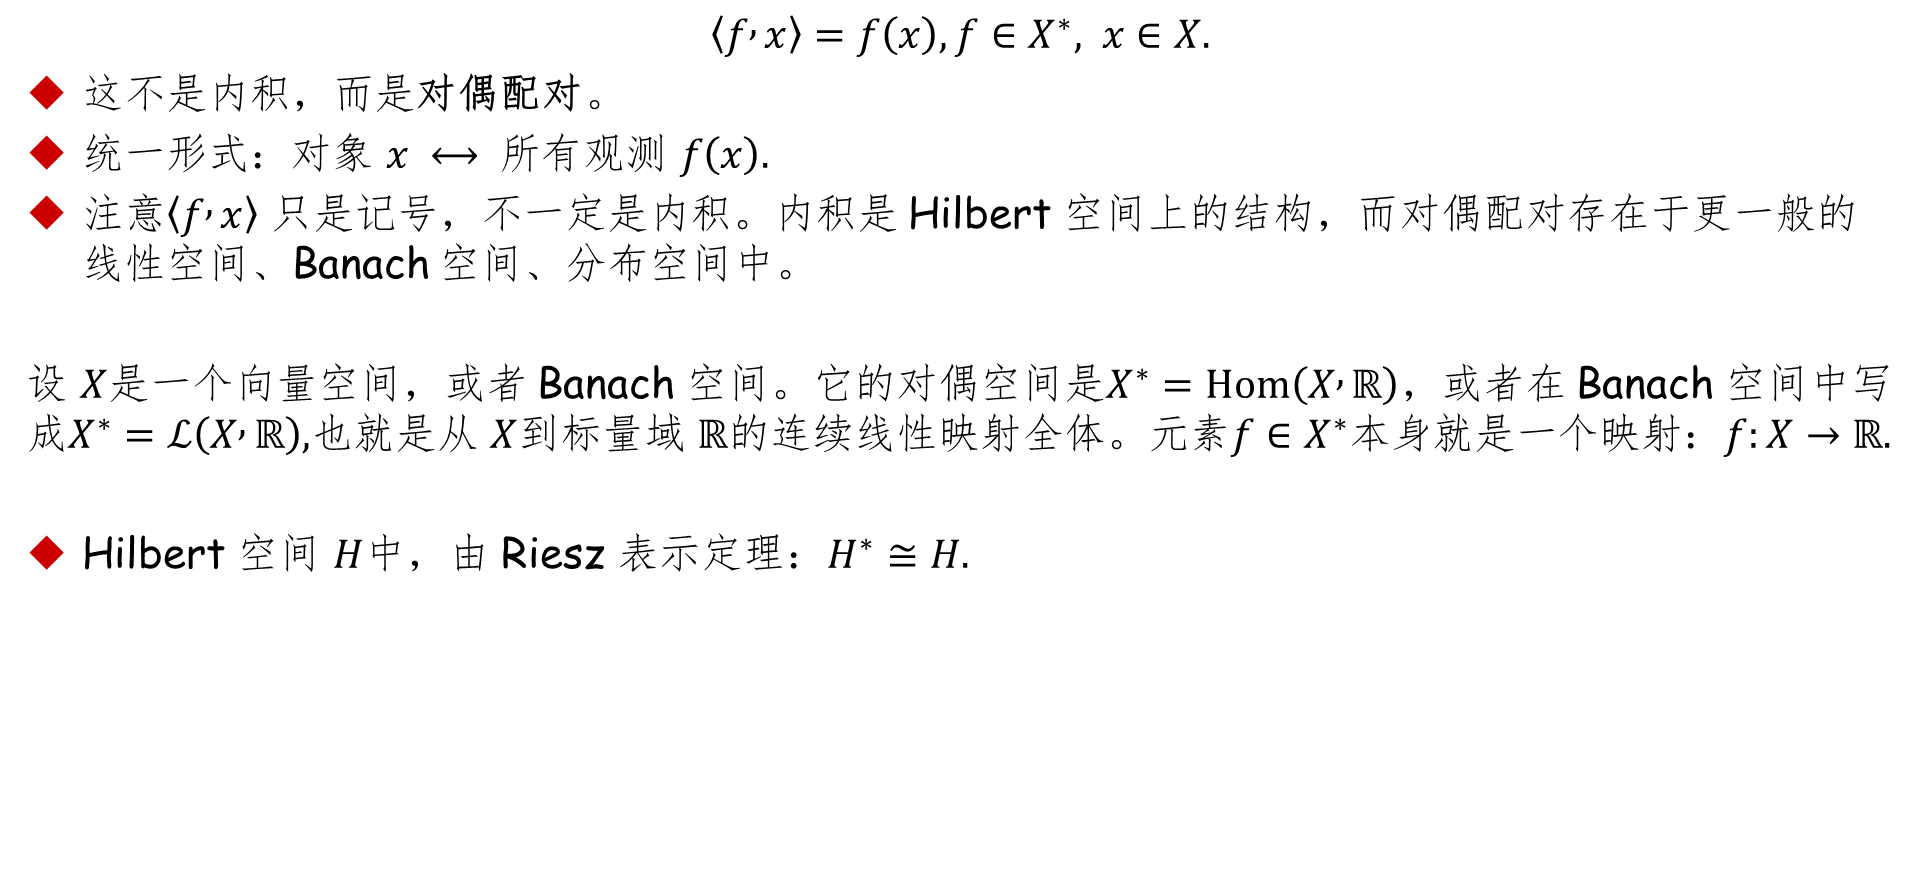 ⟨f, x⟩ = f(x), f ∈ X*, x ∈ X.
◆ 这不是内积，而是对偶配对。
◆ 统一形式：对象 x ⟷ 所有观测 f(x).
◆ 注意⟨f, x⟩ 只是记号，不一定是内积。内积是 Hilbert 空间上的结构，而对偶配对存在于更一般的
线性空间、Banach 空间、分布空间中。
设 X是一个向量空间，或者 Banach 空间。它的对偶空间是X* = Hom(X, ℝ)，或者在 Banach 空间中写
成X* = ℒ(X, ℝ),也就是从 X到标量域 ℝ的连续线性映射全体。元素f ∈ X*本身就是一个映射：f: X → ℝ.
◆ Hilbert 空间 H中，由 Riesz 表示定理：H* ≅ H.